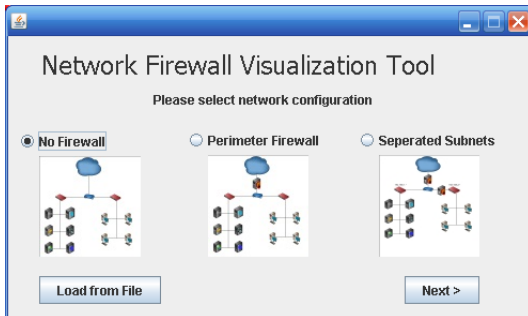 Network Firewall Visualization Tool
Please select network configuration
No Firewall
Perimeter Firewall
Seperated Subnets
Load from File
Next >